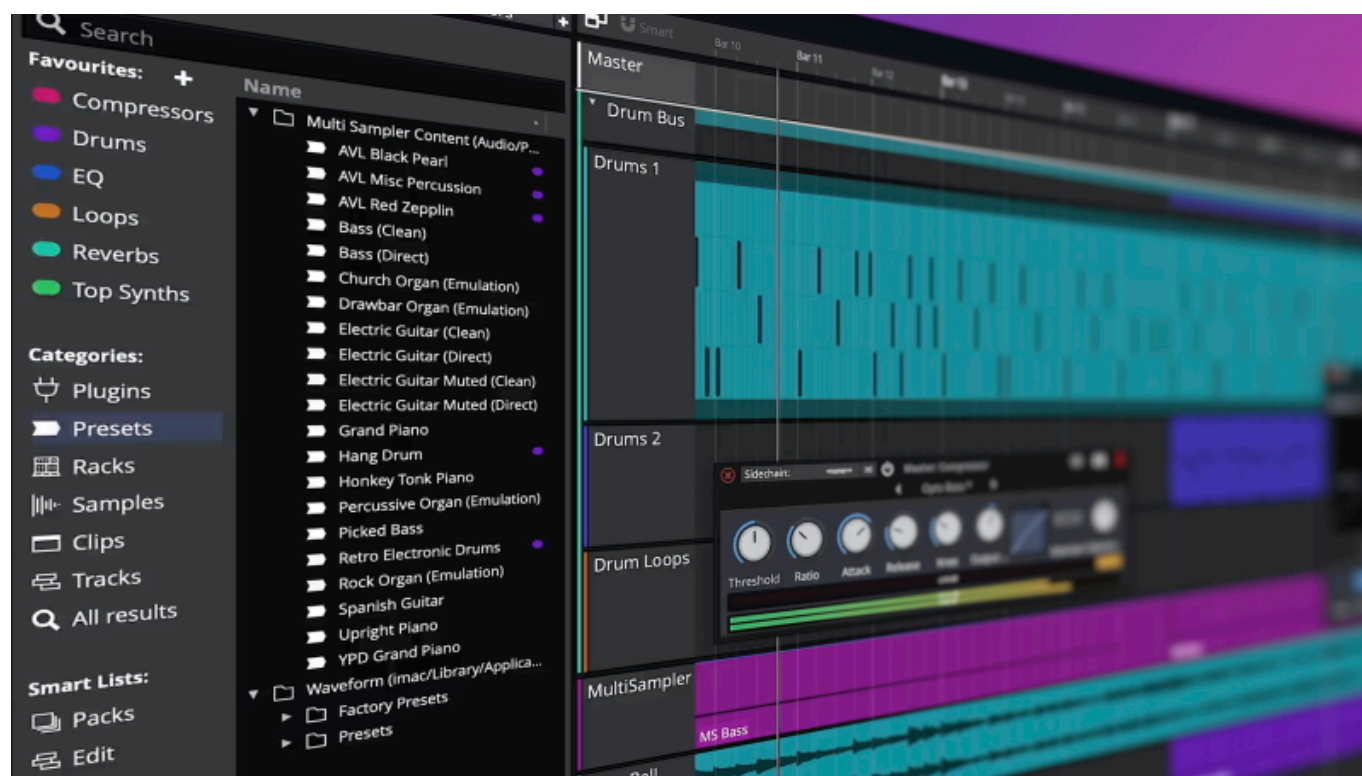 Search
Favourites: +
Compressors
Drums
EQ
Loops
Reverbs
Top Synths
Categories:
Plugins
Presets
Racks
Samples
Clips
Tracks
All results
Smart Lists:
Packs
Edit
Name
Multi Sampler Content (Audio/P...
AVL Black Pearl
AVL Misc Percussion
AVL Red Zepplin
Bass (Clean)
Bass (Direct)
Church Organ (Emulation)
Drawbar Organ (Emulation)
Electric Guitar (Clean)
Electric Guitar (Direct)
Electric Guitar Muted (Clean)
Electric Guitar Muted (Direct)
Grand Piano
Hang Drum
Honkey Tonk Piano
Percussive Organ (Emulation)
Picked Bass
Retro Electronic Drums
Rock Organ (Emulation)
Spanish Guitar
Upright Piano
YPD Grand Piano
Waveform (imac/Library/Applica...
Factory Presets
Presets
Smart
Bar 10
Bar 11
Bar 12
Master
Drum Bus
Drums 1
Drums 2
Drum Loops
MultiSampler
MS Bass
Sidechain:
Master: Compressor
Threshold
Ratio
Attack
Release
Knee
Output